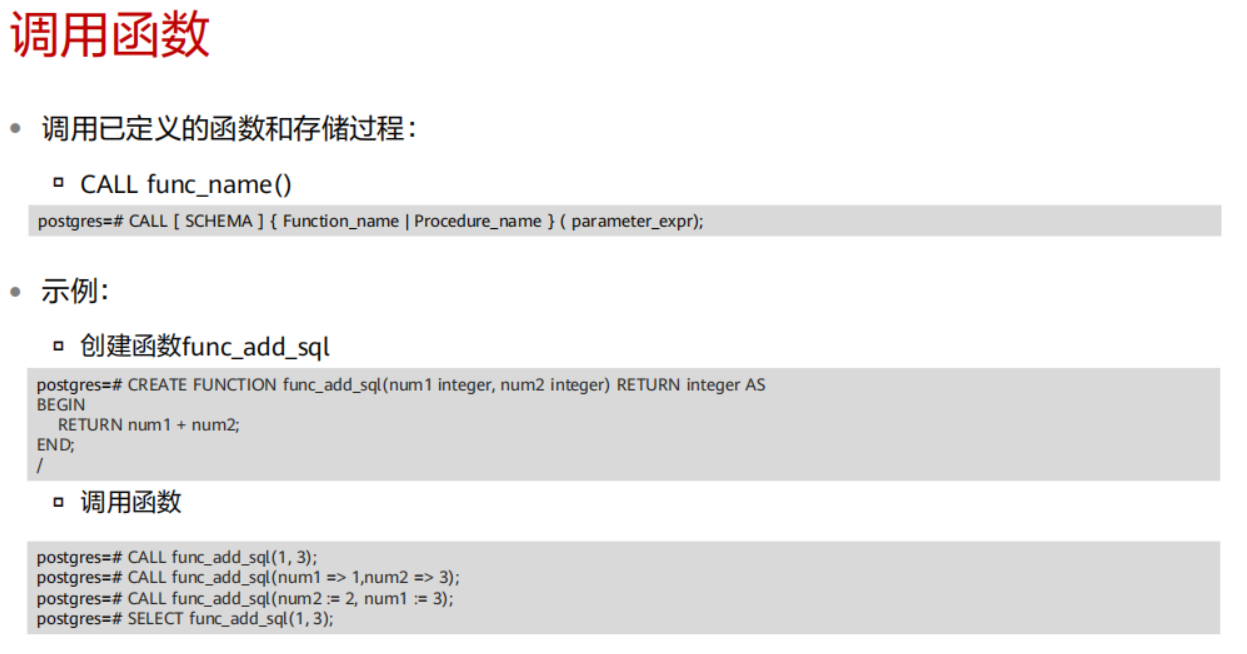 调用函数
调用已定义的函数和存储过程：
CALL func_name()
postgres=# CALL [ SCHEMA ] { Function_name | Procedure_name } ( parameter_expr);
示例：
创建函数func_add_sql
postgres=# CREATE FUNCTION func_add_sql(num1 integer, num2 integer) RETURN integer AS
BEGIN
RETURN num1 + num2;
END;
/
调用函数
postgres=# CALL func_add_sql(1, 3);
postgres=# CALL func_add_sql(num1 => 1,num2 => 3);
postgres=# CALL func_add_sql(num2 := 2, num1 := 3);
postgres=# SELECT func_add_sql(1,3);